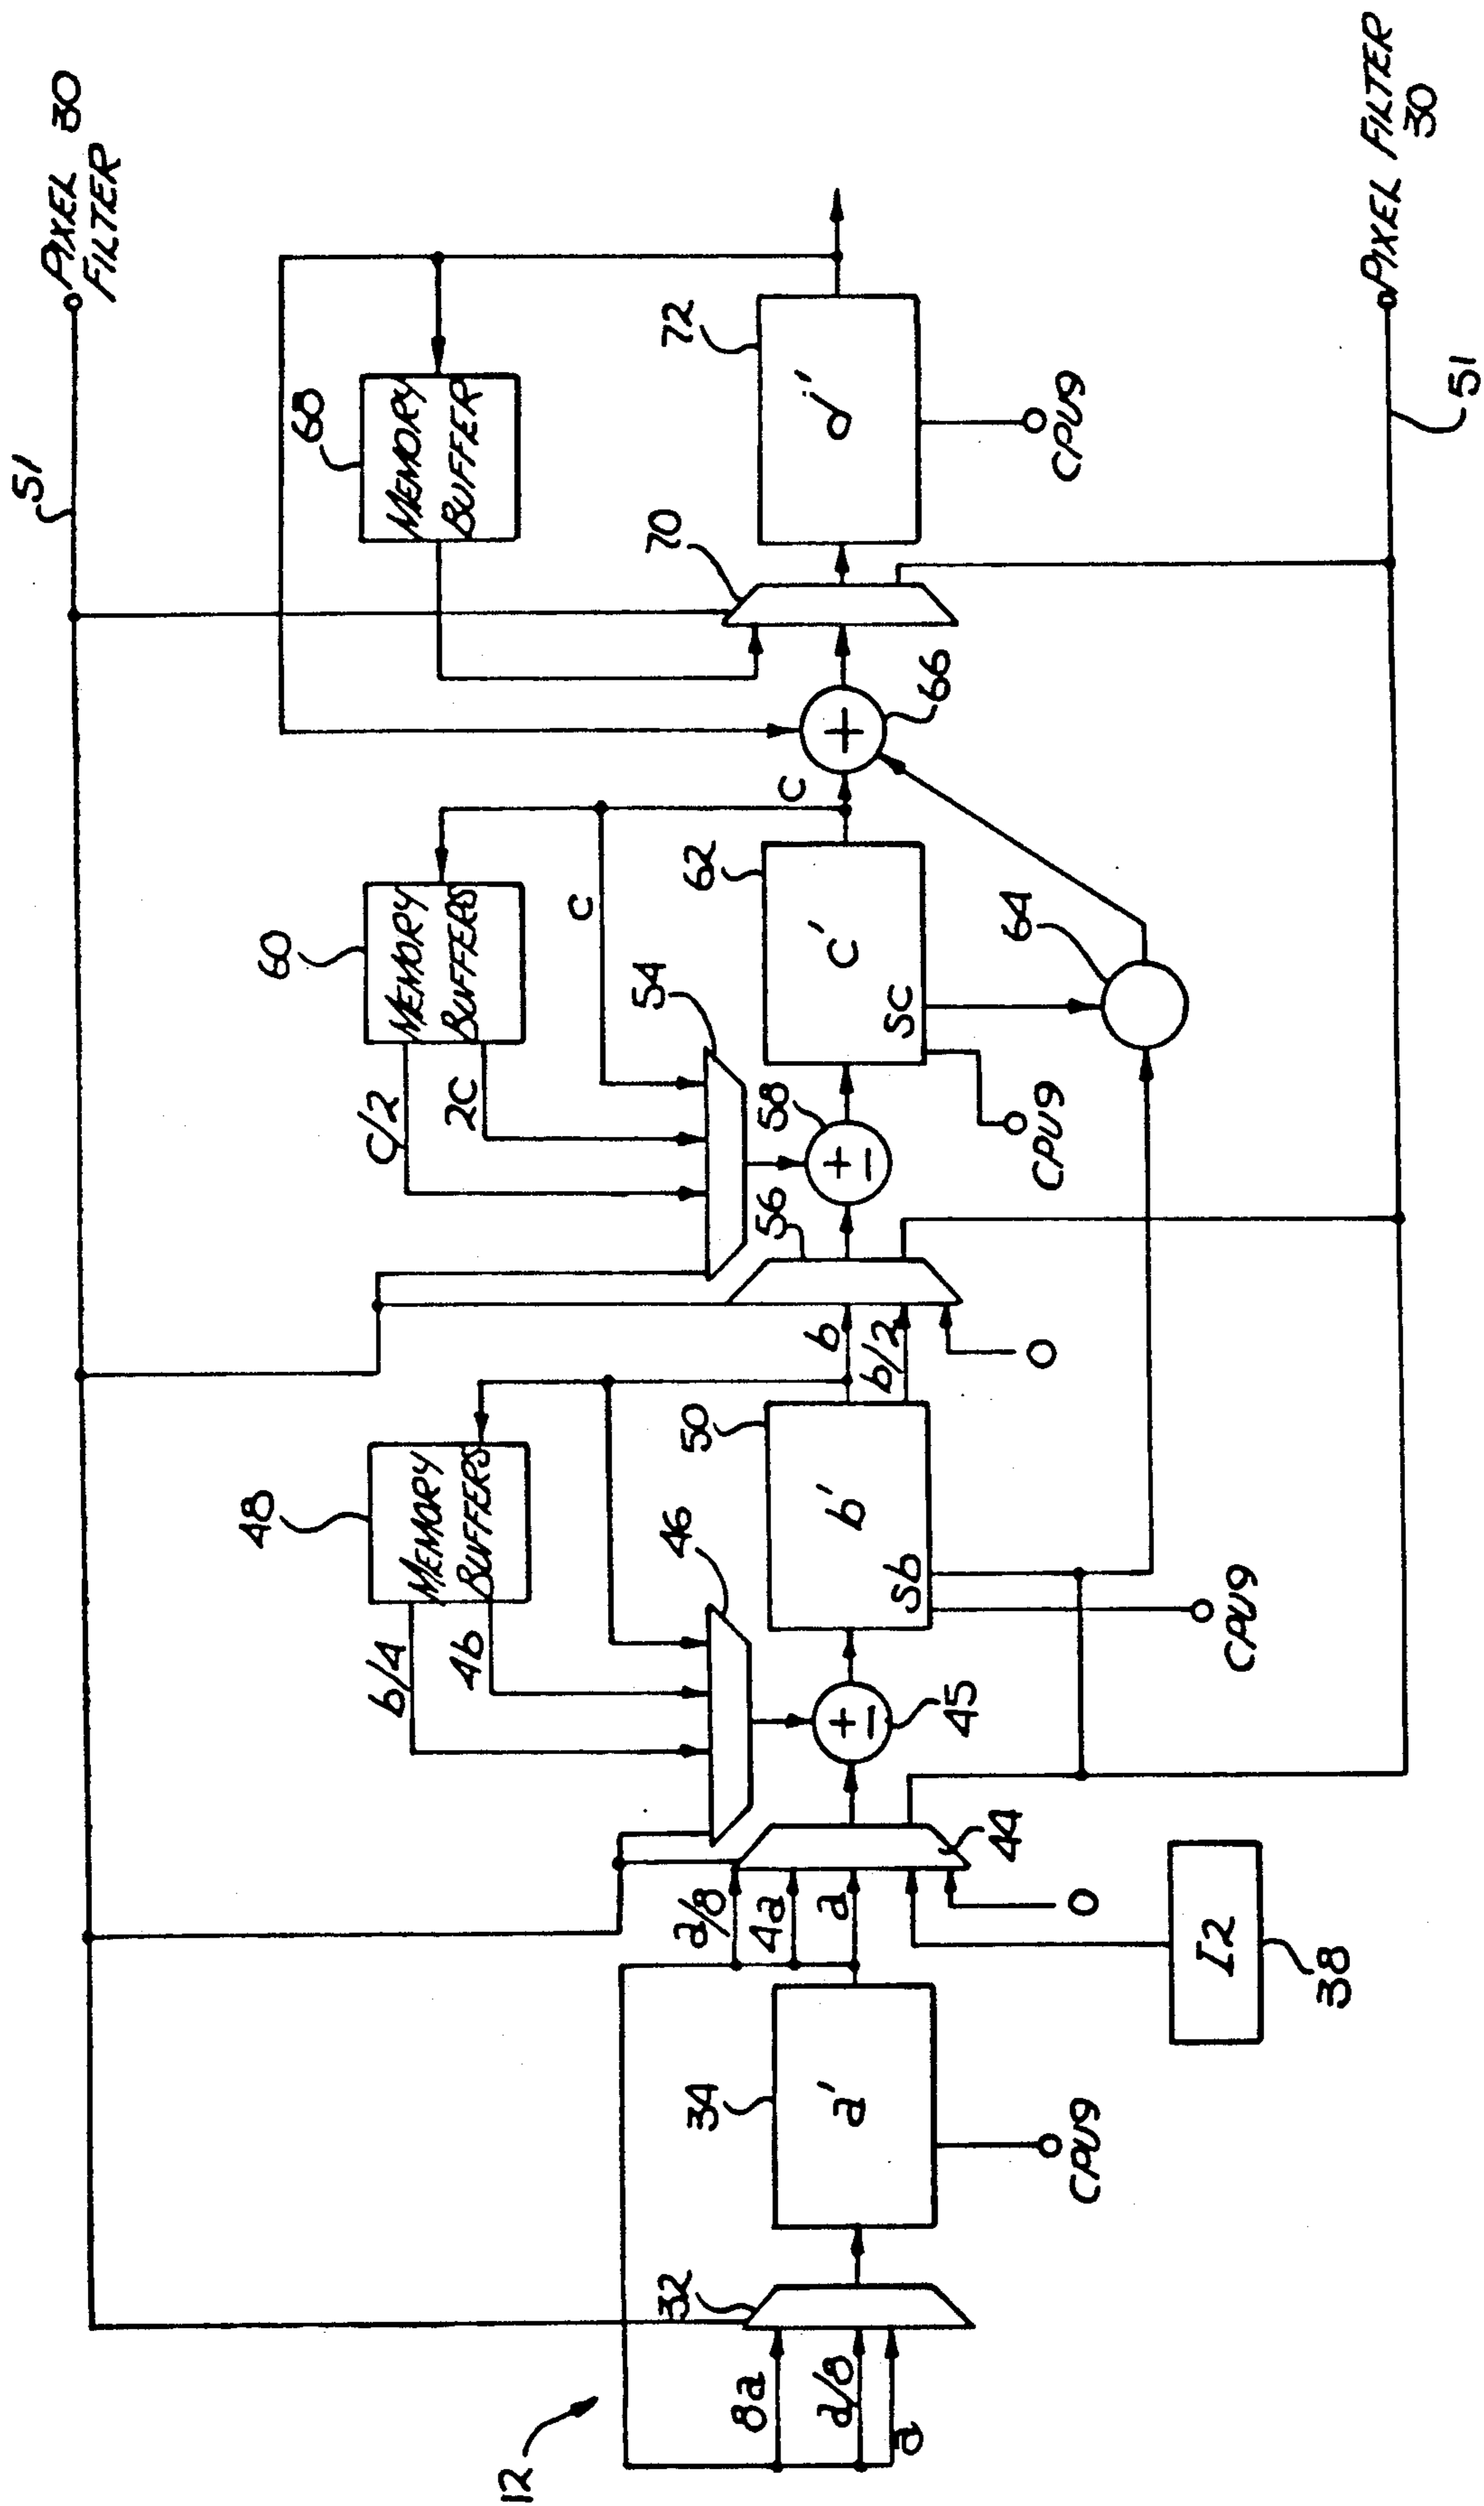 51
PIXEL 30
FILTER
48
60
68
b/4
MEMORY
BUFFERS
4b
c/2
MEMORY
BUFFERS
2c
MEMORY
BUFFER
12
32
34
a/8
4a
a
46
50
b
b/2
54
c
62
c
70
72
8a
a/8
a
a'
+
-
b'
Sb
56
+
-
58
c'
Sc
+
66
d'
44
45
0
0
64
CPU9
L2
38
CPU9
CPU9
CPU9
51
PIXEL FILTER
30